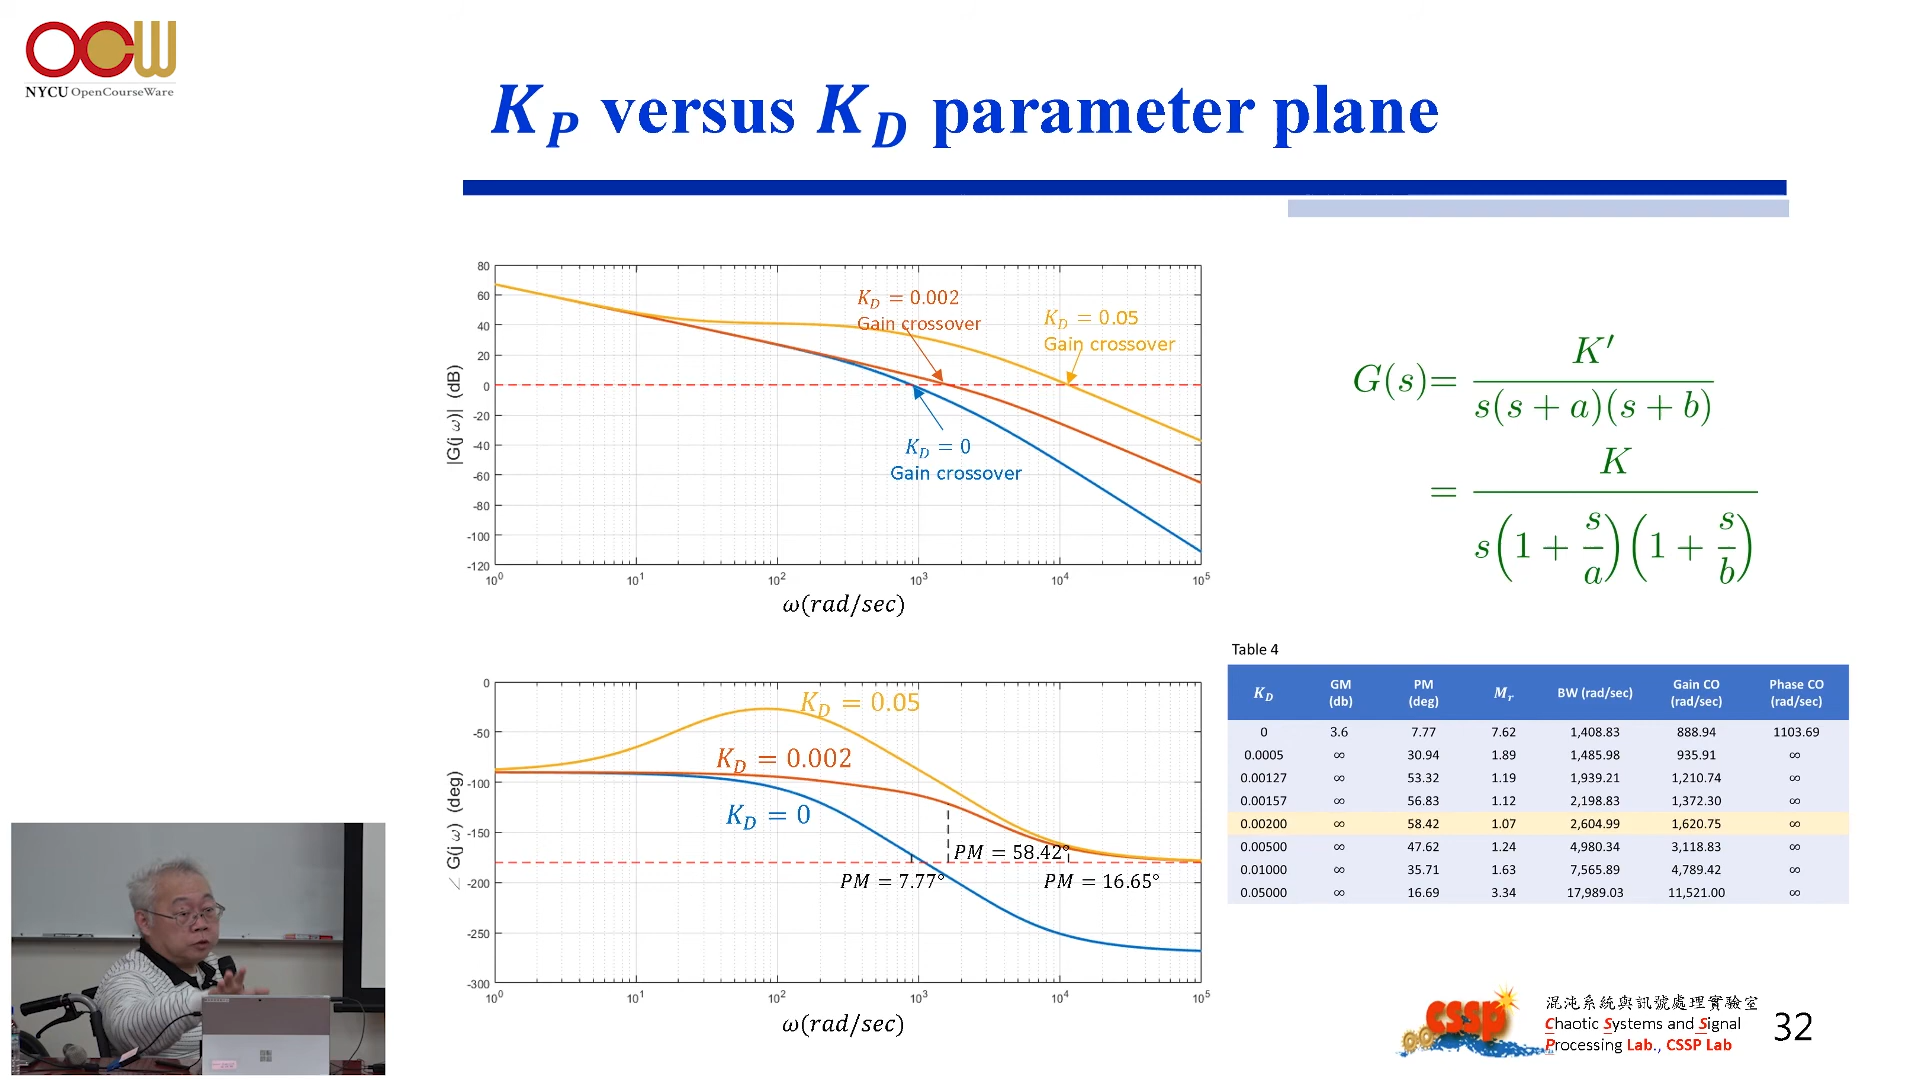 OCW
NYCU OpenCourseWare
K_P versus K_D parameter plane
80
60
40
20
0
-20
-40
-60
-80
-100
-120
|G(j ω)| (dB)
K_D = 0.002
Gain crossover
K_D = 0.05
Gain crossover
K_D = 0
Gain crossover
10^0 10^1 10^2 10^3 10^4 10^5
ω(rad/sec)
G(s)= K′ / s(s + a)(s + b)
= K / s(1 + s/a)(1 + s/b)
0
-50
-100
-150
-200
-250
-300
∠ G(j ω) (deg)
K_D = 0.05
K_D = 0.002
K_D = 0
PM = 58.42°
PM = 7.77°
PM = 16.65°
10^0 10^1 10^2 10^3 10^4 10^5
ω(rad/sec)
Table 4
K_D GM (db) PM (deg) M_r BW (rad/sec) Gain CO (rad/sec) Phase CO (rad/sec)
0 3.6 7.77 7.62 1,408.83 888.94 1103.69
0.0005 ∞ 30.94 1.89 1,485.98 935.91 ∞
0.00127 ∞ 53.32 1.19 1,939.21 1,210.74 ∞
0.00157 ∞ 56.83 1.12 2,198.83 1,372.30 ∞
0.00200 ∞ 58.42 1.07 2,604.99 1,620.75 ∞
0.00500 ∞ 47.62 1.24 4,980.34 3,118.83 ∞
0.01000 ∞ 35.71 1.63 7,565.89 4,789.42 ∞
0.05000 ∞ 16.69 3.34 17,989.03 11,521.00 ∞
cssp
混沌系統與訊號處理實驗室
Chaotic Systems and Signal
Processing Lab., CSSP Lab
32